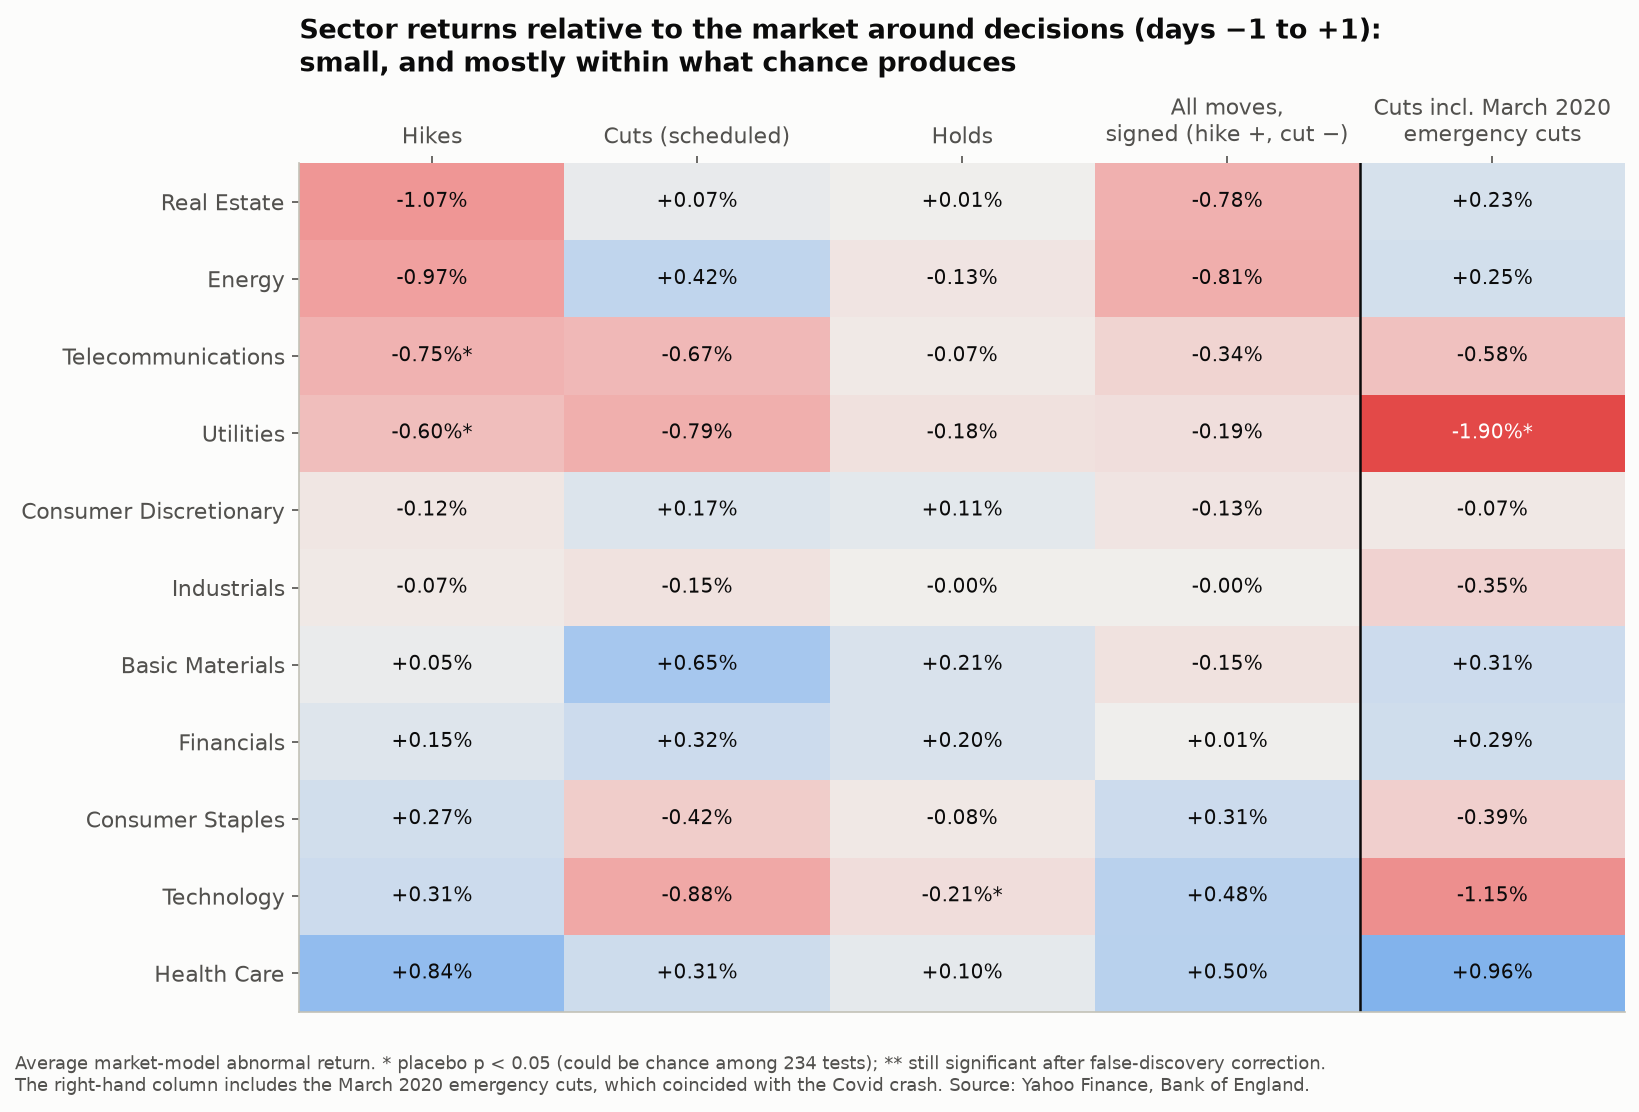 Sector returns relative to the market around decisions (days −1 to +1):
small, and mostly within what chance produces
Hikes
Cuts (scheduled)
Holds
All moves,
signed (hike +, cut −)
Cuts incl. March 2020
emergency cuts
Real Estate -1.07% +0.07% +0.01% -0.78% +0.23%
Energy -0.97% +0.42% -0.13% -0.81% +0.25%
Telecommunications -0.75%* -0.67% -0.07% -0.34% -0.58%
Utilities -0.60%* -0.79% -0.18% -0.19% -1.90%*
Consumer Discretionary -0.12% +0.17% +0.11% -0.13% -0.07%
Industrials -0.07% -0.15% -0.00% -0.00% -0.35%
Basic Materials +0.05% +0.65% +0.21% -0.15% +0.31%
Financials +0.15% +0.32% +0.20% +0.01% +0.29%
Consumer Staples +0.27% -0.42% -0.08% +0.31% -0.39%
Technology +0.31% -0.88% -0.21%* +0.48% -1.15%
Health Care +0.84% +0.31% +0.10% +0.50% +0.96%
Average market-model abnormal return. * placebo p < 0.05 (could be chance among 234 tests); ** still significant after false-discovery correction.
The right-hand column includes the March 2020 emergency cuts, which coincided with the Covid crash. Source: Yahoo Finance, Bank of England.